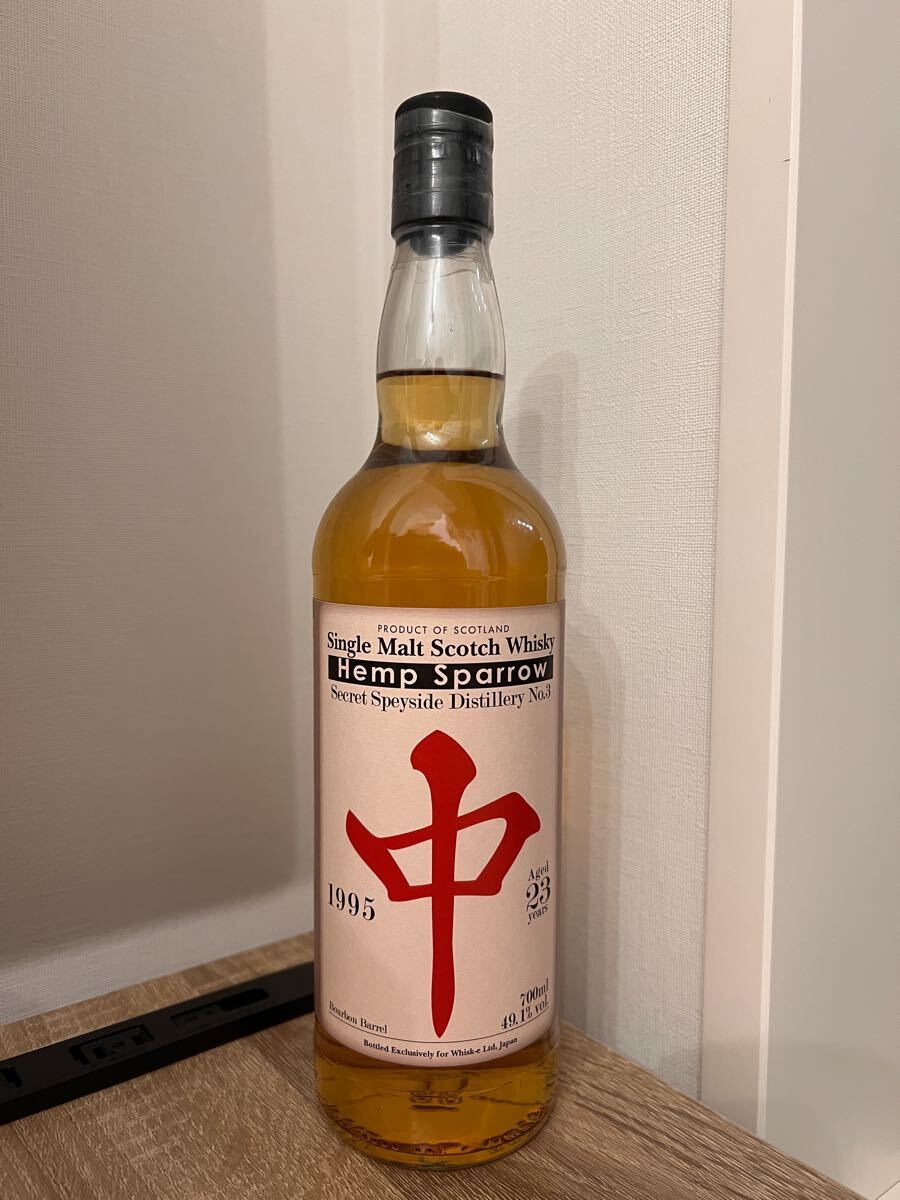 PRODUCT OF SCOTLAND
Single Malt Scotch Whisky
Hemp Sparrow
Secret Speyside Distillery No.3
中
1995
Aged
23
years
700ml
Bourbon Barrel
49.1% vol.
Bottled Exclusively for Whisk-e Ltd, Japan